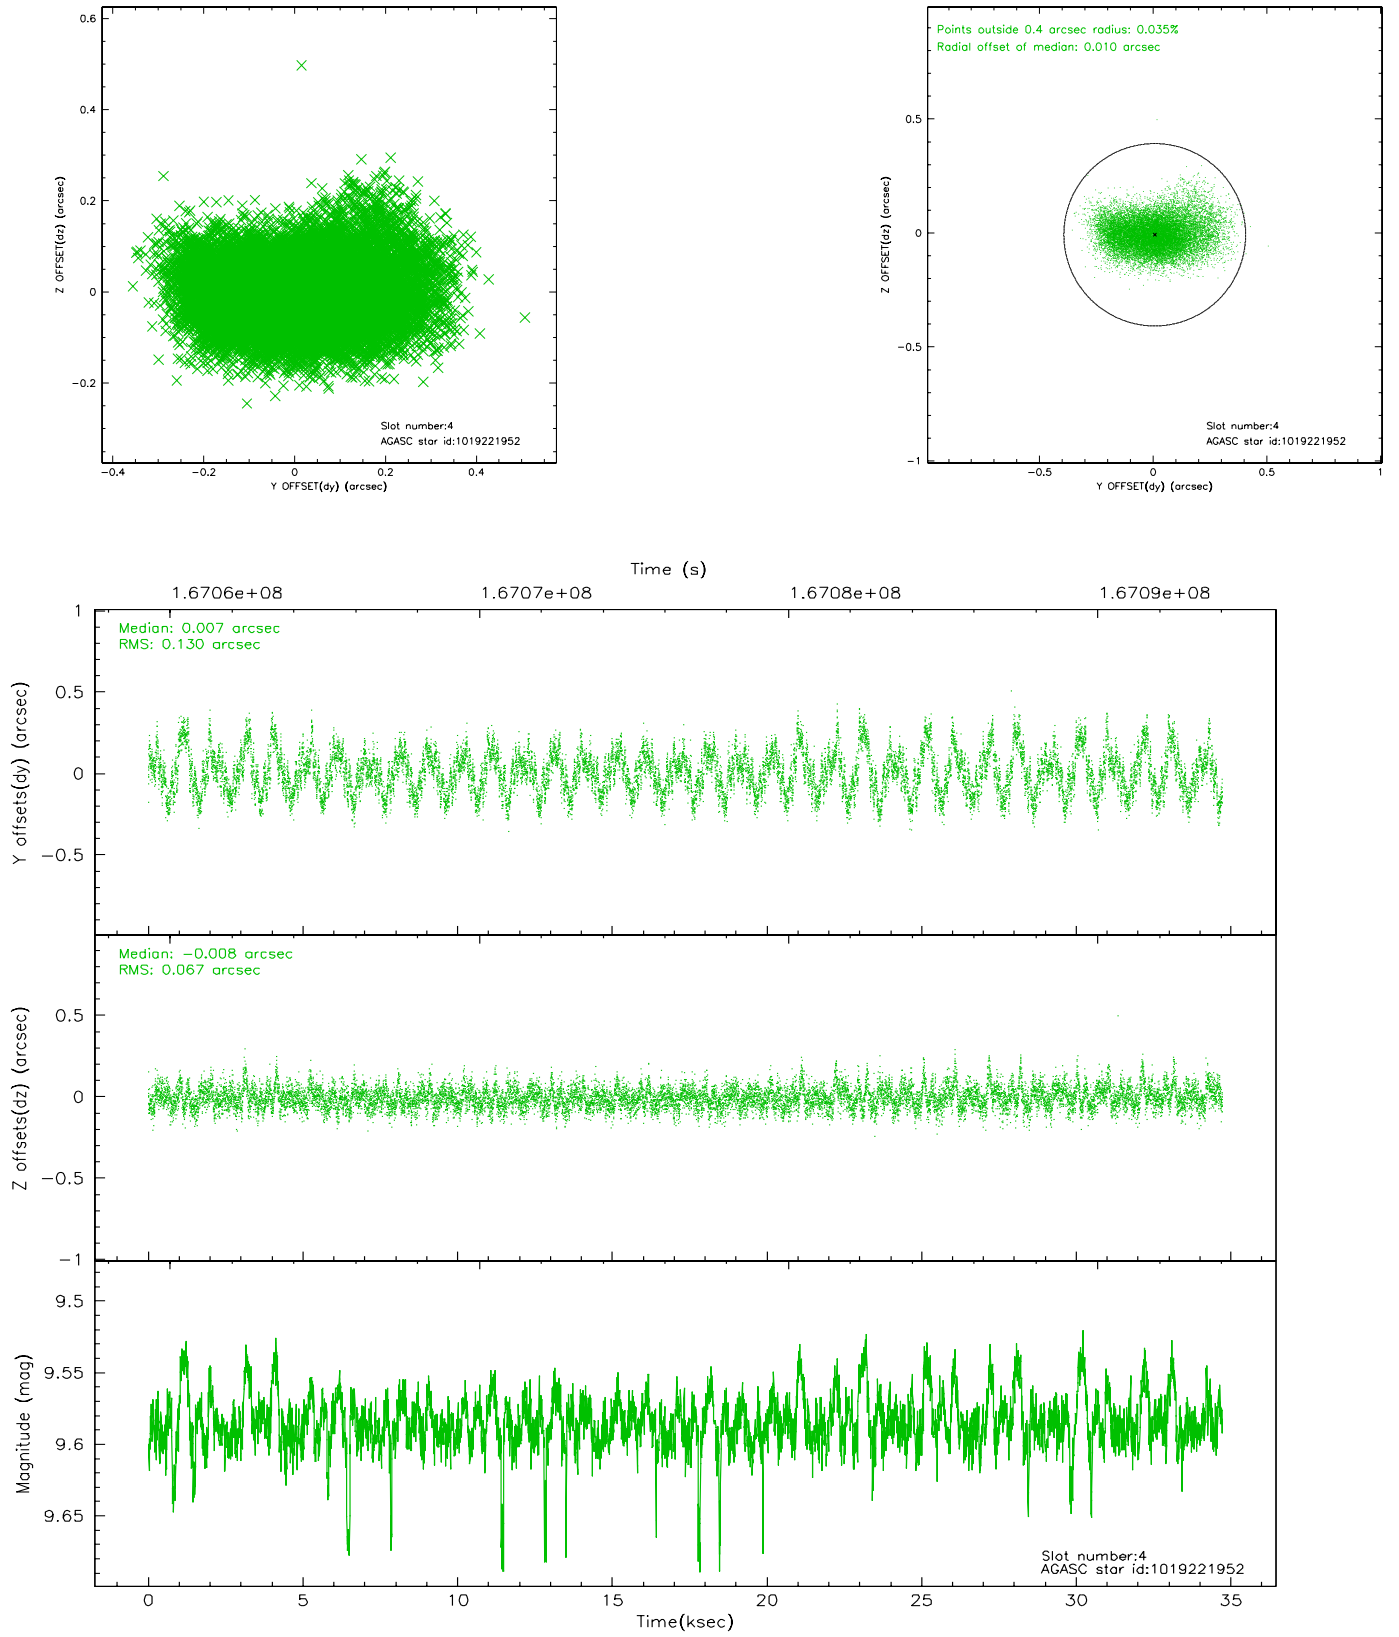 0.6
0.4
0.2
0
−0.2
Z OFFSET(dz) (arcsec)
Slot number:4
AGASC star id:1019221952
−0.4 −0.2 0 0.2 0.4
Y OFFSET(dy) (arcsec)
Points outside 0.4 arcsec radius: 0.035%
Radial offset of median: 0.010 arcsec
0.5
0
−0.5
−1
Z OFFSET(dz) (arcsec)
Slot number:4
AGASC star id:1019221952
−0.5 0 0.5 1
Y OFFSET(dy) (arcsec)
Time (s)
1.6706e+08 1.6707e+08 1.6708e+08 1.6709e+08
Median: 0.007 arcsec
RMS: 0.130 arcsec
1
0.5
0
−0.5
Y offsets(dy) (arcsec)
Median: −0.008 arcsec
RMS: 0.067 arcsec
0.5
0
−0.5
−1
Z offsets(dz) (arcsec)
9.5
9.55
9.6
9.65
Magnitude (mag)
Slot number:4
AGASC star id:1019221952
0 5 10 15 20 25 30 35
Time(ksec)